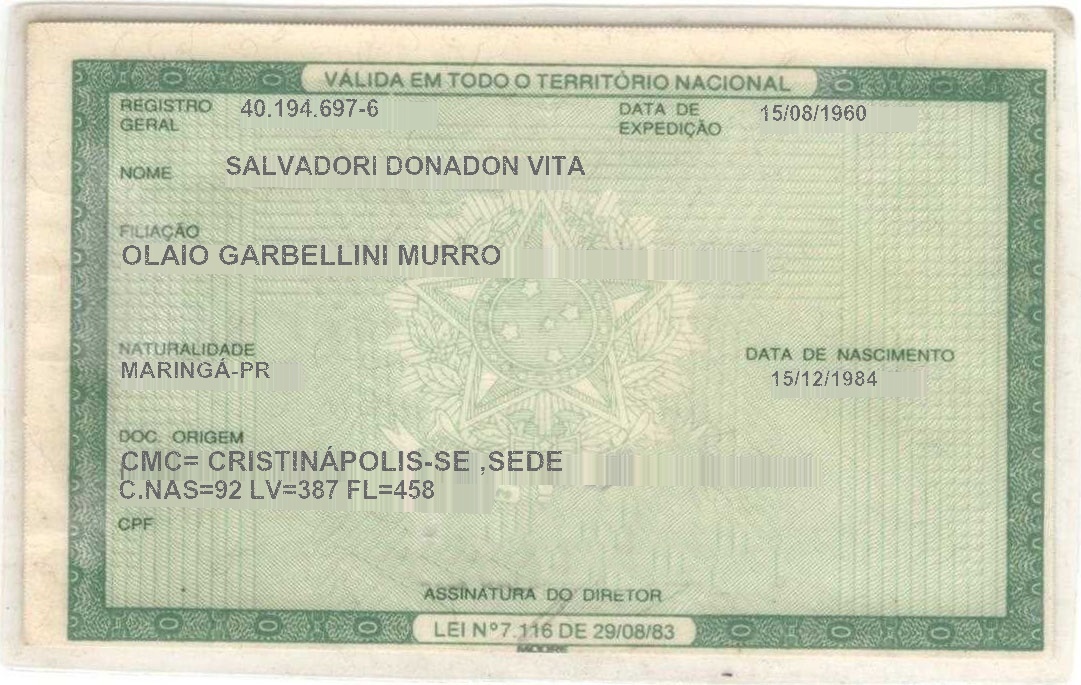 VÁLIDA EM TODO O TERRITÓRIO NACIONAL
REGISTRO GERAL 40.194.697-6 DATA DE EXPEDIÇÃO 15/08/1960
NOME SALVADORI DONADON VITA
FILIAÇÃO
OLAIO GARBELLINI MURRO
NATURALIDADE DATA DE NASCIMENTO
MARINGÁ-PR 15/12/1984
DOC. ORIGEM
CMC= CRISTINÁPOLIS-SE ,SEDE
C.NAS=92 LV=387 FL=458
CPF
ASSINATURA DO DIRETOR
LEI Nº 7.116 DE 29/08/83
MOORE